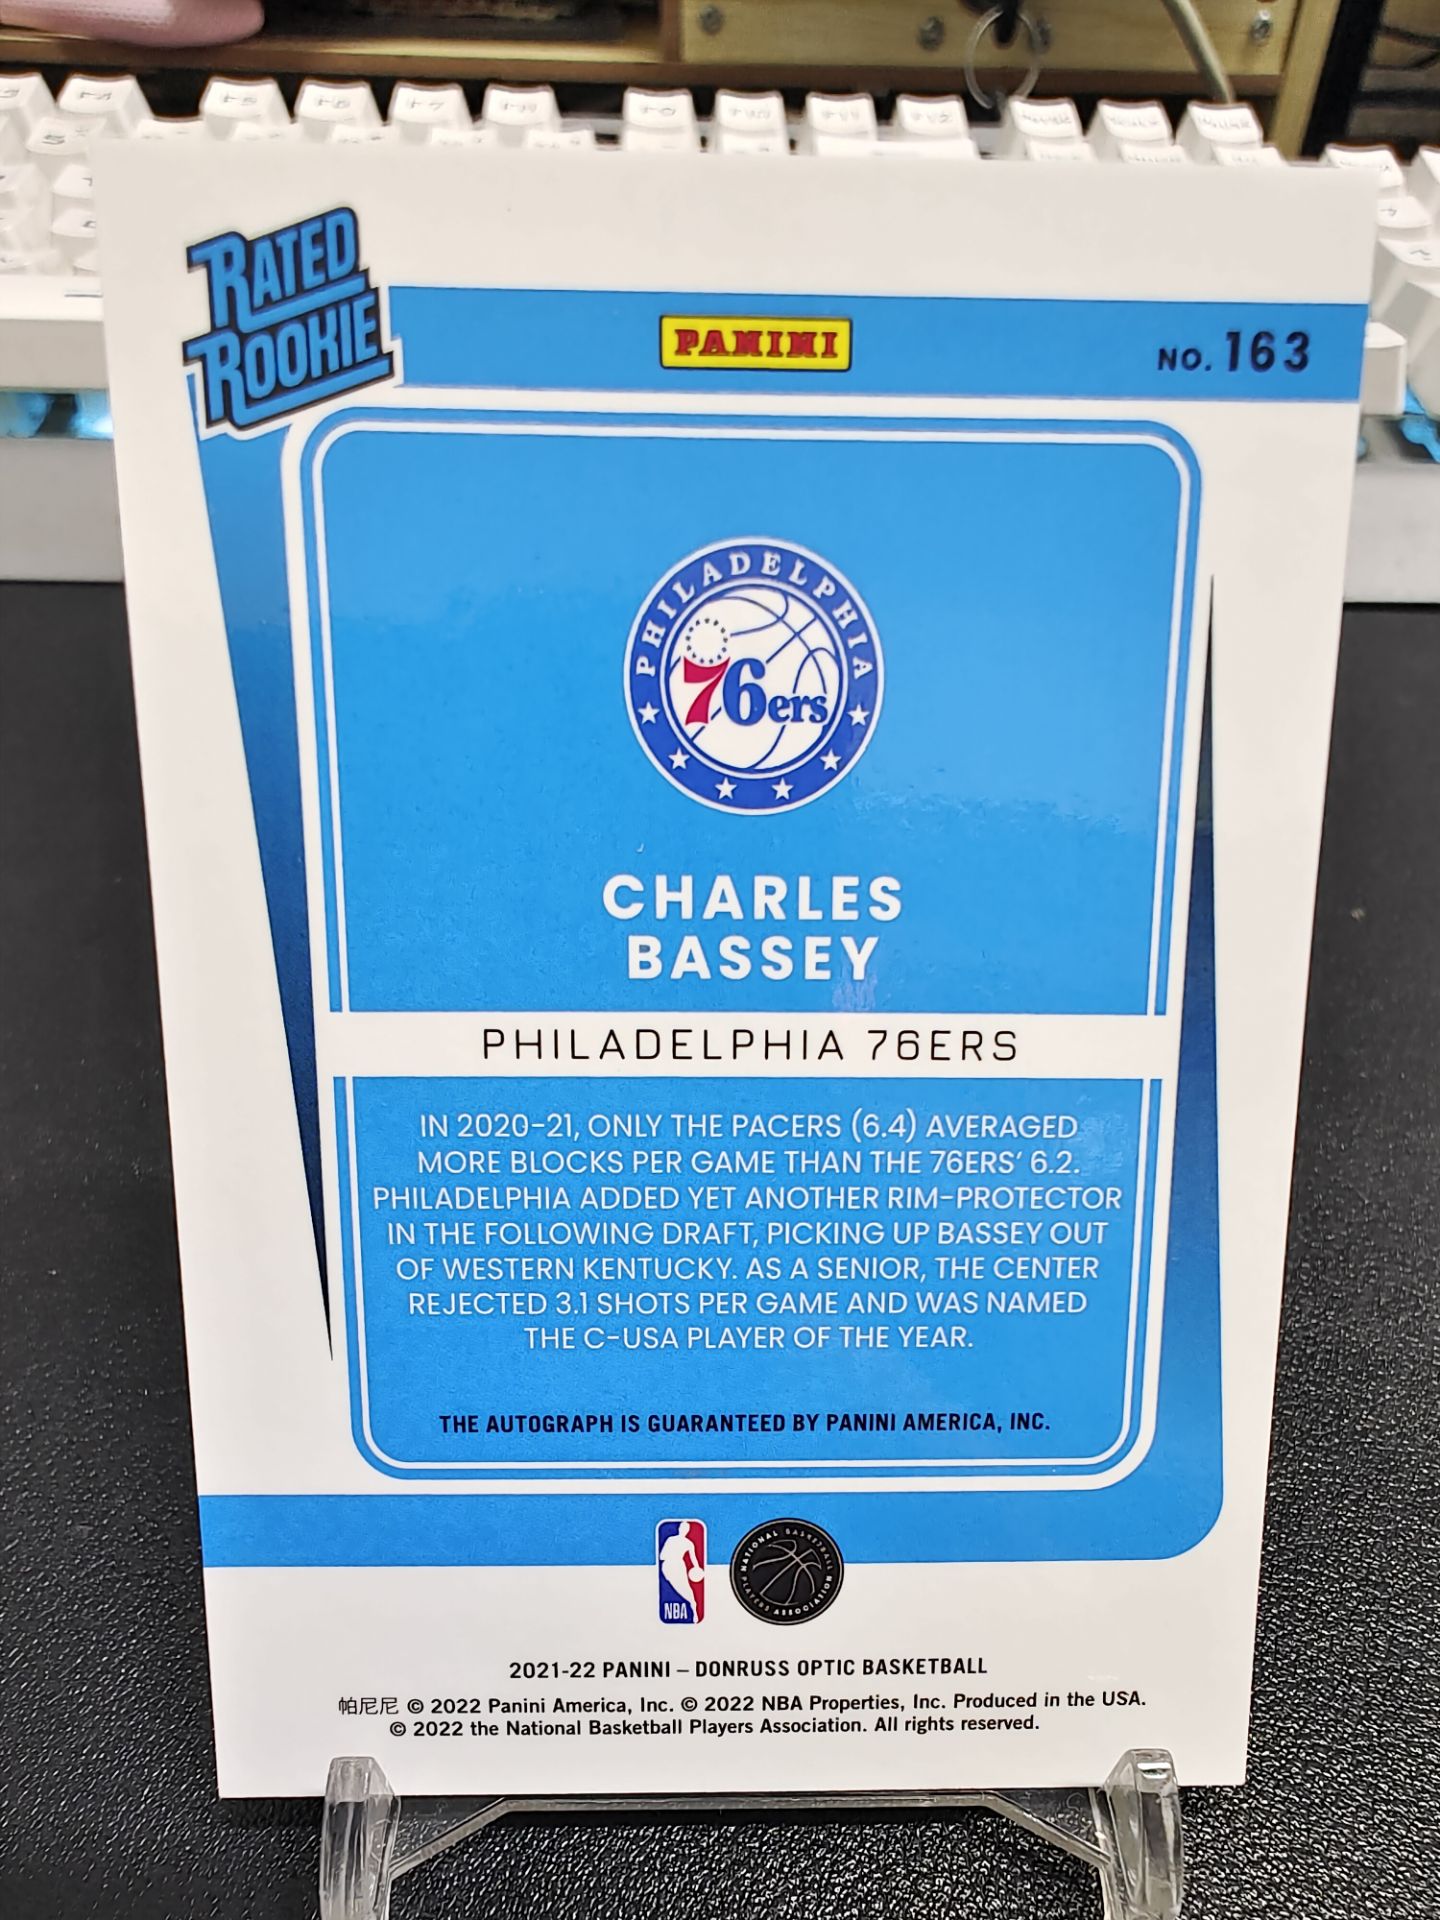 RATED
ROOKIE
PANINI
NO. 163
PHILADELPHIA
76ers
CHARLES
BASSEY
PHILADELPHIA 76ERS
IN 2020-21, ONLY THE PACERS (6.4) AVERAGED
MORE BLOCKS PER GAME THAN THE 76ERS' 6.2.
PHILADELPHIA ADDED YET ANOTHER RIM-PROTECTOR
IN THE FOLLOWING DRAFT, PICKING UP BASSEY OUT
OF WESTERN KENTUCKY. AS A SENIOR, THE CENTER
REJECTED 3.1 SHOTS PER GAME AND WAS NAMED
THE C-USA PLAYER OF THE YEAR.
THE AUTOGRAPH IS GUARANTEED BY PANINI AMERICA, INC.
NBA
NATIONAL BASKETBALL
PLAYERS ASSOCIATION
2021-22 PANINI – DONRUSS OPTIC BASKETBALL
帕尼尼 © 2022 Panini America, Inc. © 2022 NBA Properties, Inc. Produced in the USA.
© 2022 the National Basketball Players Association. All rights reserved.